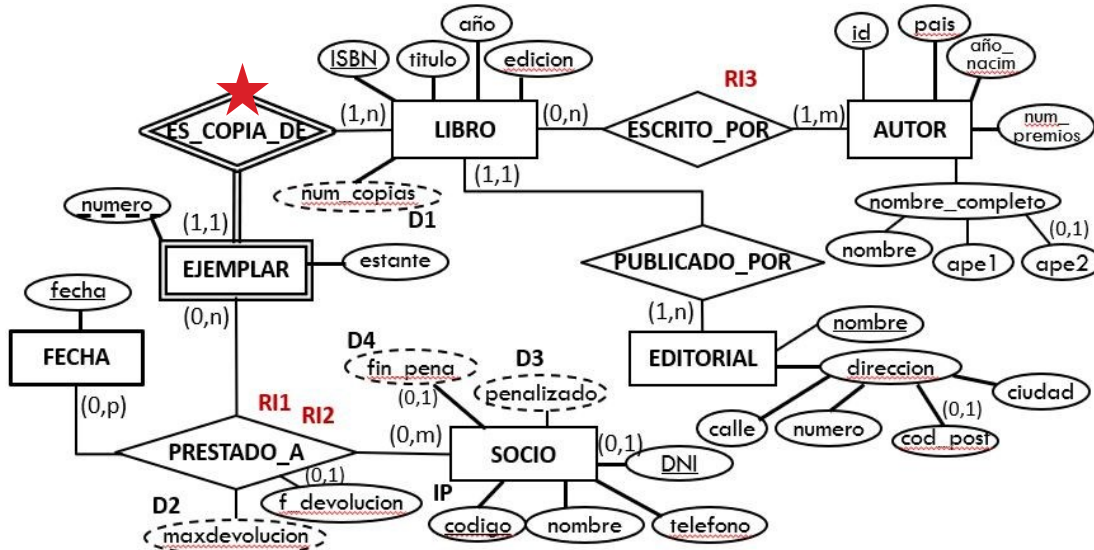 año
ISBN
titulo
edicion
id
pais
año_
nacim
num_
premios
ES_COPIA_DE
(1,n)
LIBRO
(0,n)
RI3
ESCRITO_POR
(1,m)
AUTOR
num_copias
D1
(1,1)
nombre_completo
nombre
ape1
(0,1)
ape2
numero
(1,1)
EJEMPLAR
estante
(0,n)
PUBLICADO_POR
(1,n)
fecha
FECHA
(0,p)
EDITORIAL
nombre
direccion
ciudad
calle
numero
(0,1)
cod_post
D4
fin_pena
(0,1)
D3
penalizado
RI1
RI2
PRESTADO_A
(0,m)
SOCIO
(0,1)
DNI
IP
codigo
nombre
telefono
(0,1)
f_devolucion
D2
maxdevolucion